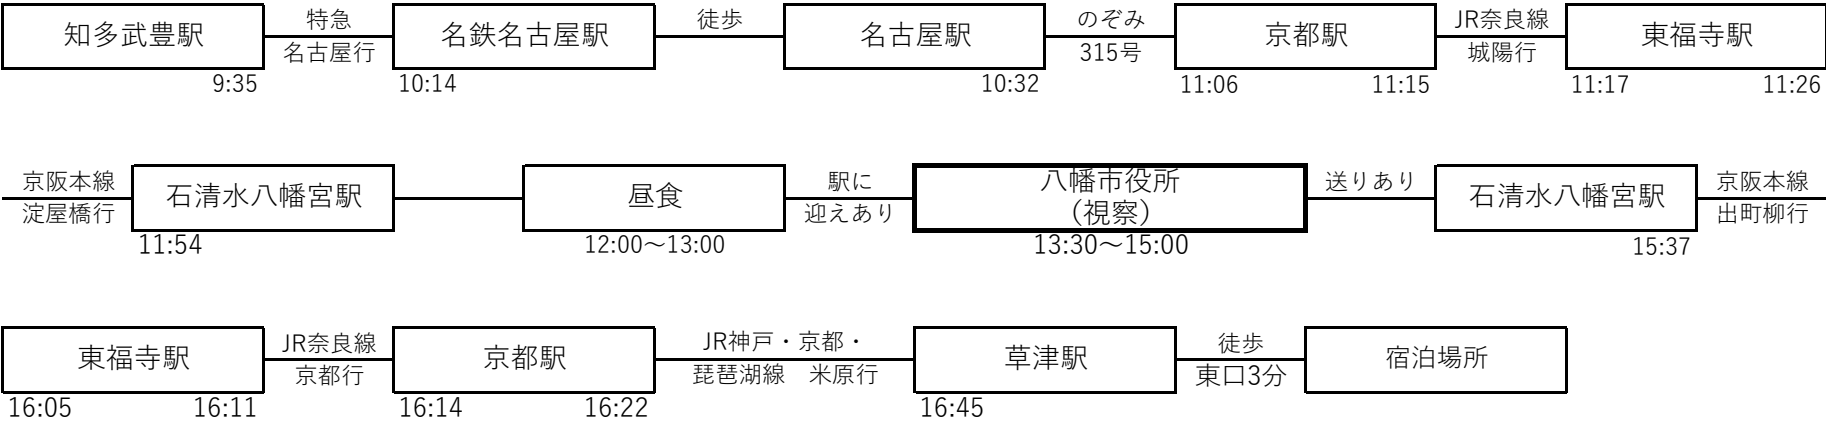 知多武豊駅
特急
名古屋行
名鉄名古屋駅
徒歩
名古屋駅
のぞみ
315号
京都駅
JR奈良線
城陽行
東福寺駅
9:35
10:14
10:32
11:06
11:15
11:17
11:26
京阪本線
淀屋橋行
石清水八幡宮駅
昼食
駅に
迎えあり
八幡市役所
（視察）
送りあり
石清水八幡宮駅
京阪本線
出町柳行
11:54
12:00～13:00
13:30～15:00
15:37
東福寺駅
JR奈良線
京都行
京都駅
JR神戸・京都・
琵琶湖線　米原行
草津駅
徒歩
東口3分
宿泊場所
16:05
16:11
16:14
16:22
16:45